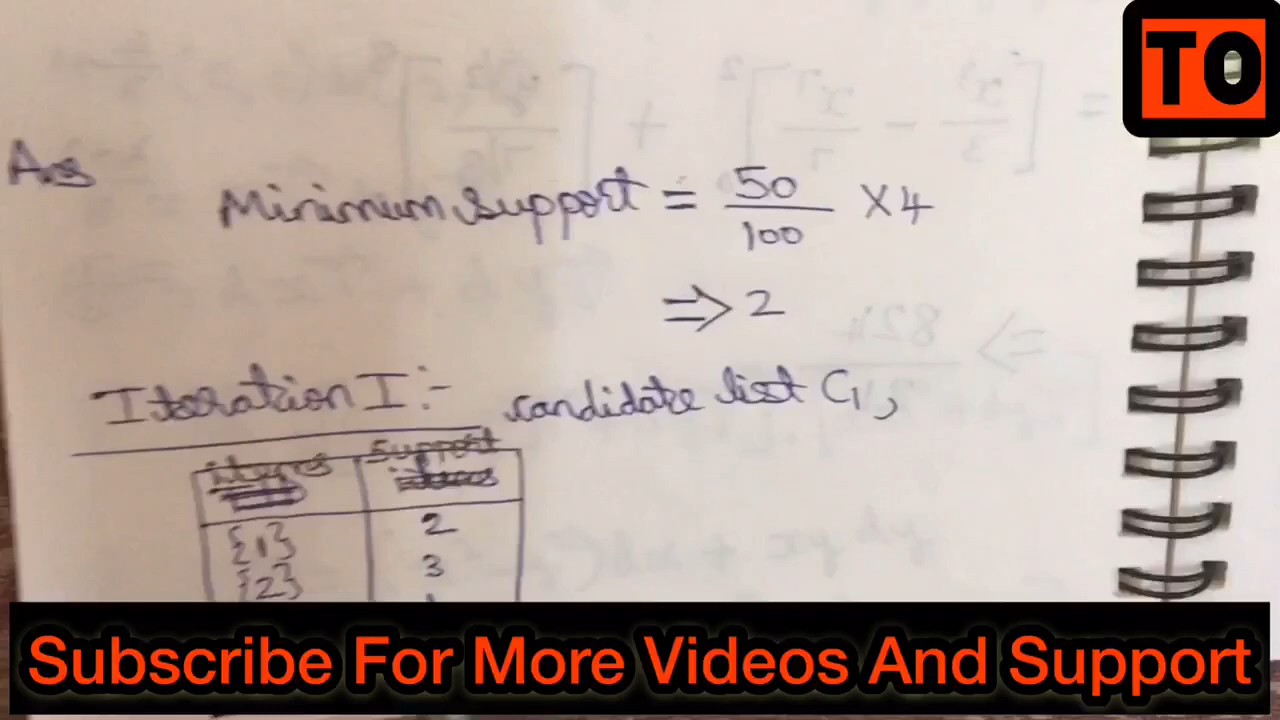 TO
Ans
Minimum Support = 50/100 × 4
⇒ 2
Iteration I :- candidate list C₁,
items Support
{1} 2
{2} 3
Subscribe For More Videos And Support